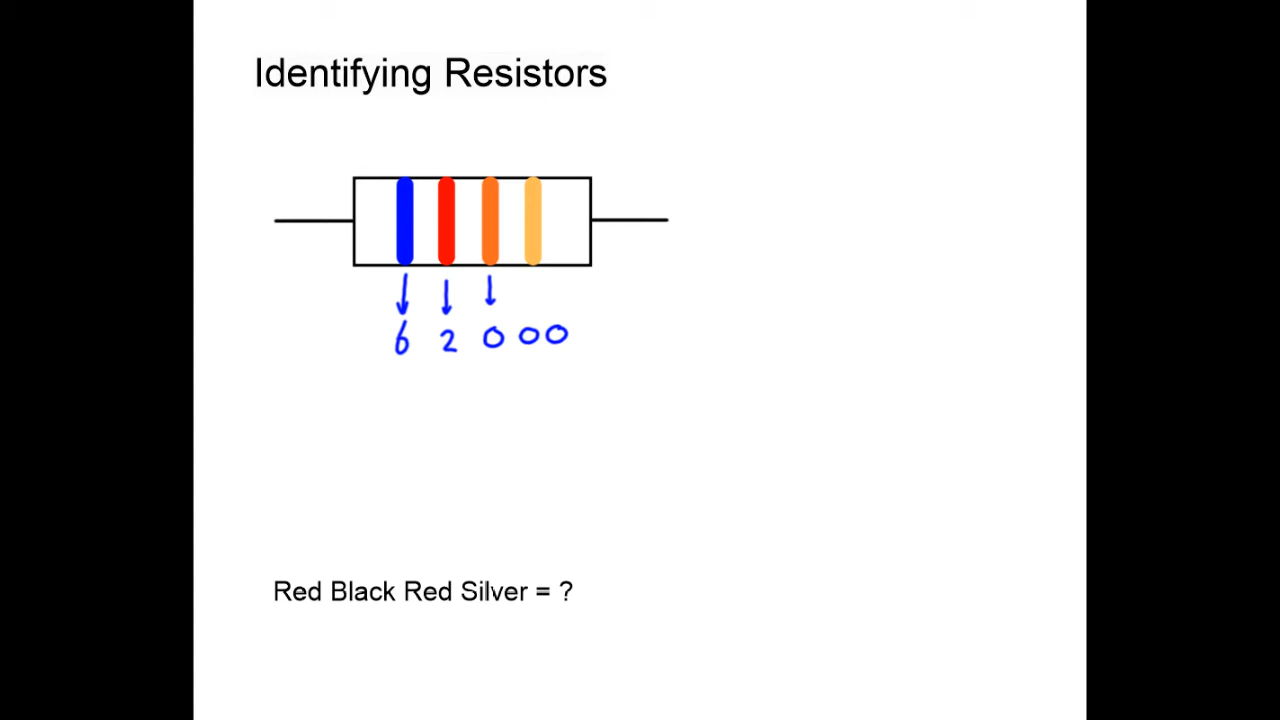 Identifying Resistors
6 2 0 0 0
Red Black Red Silver = ?